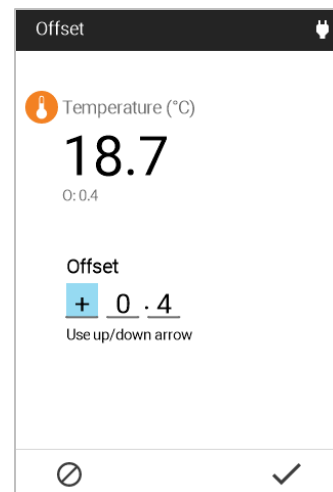 Offset
Temperature (°C)
18.7
O: 0.4
Offset
+ 0 . 4
Use up/down arrow